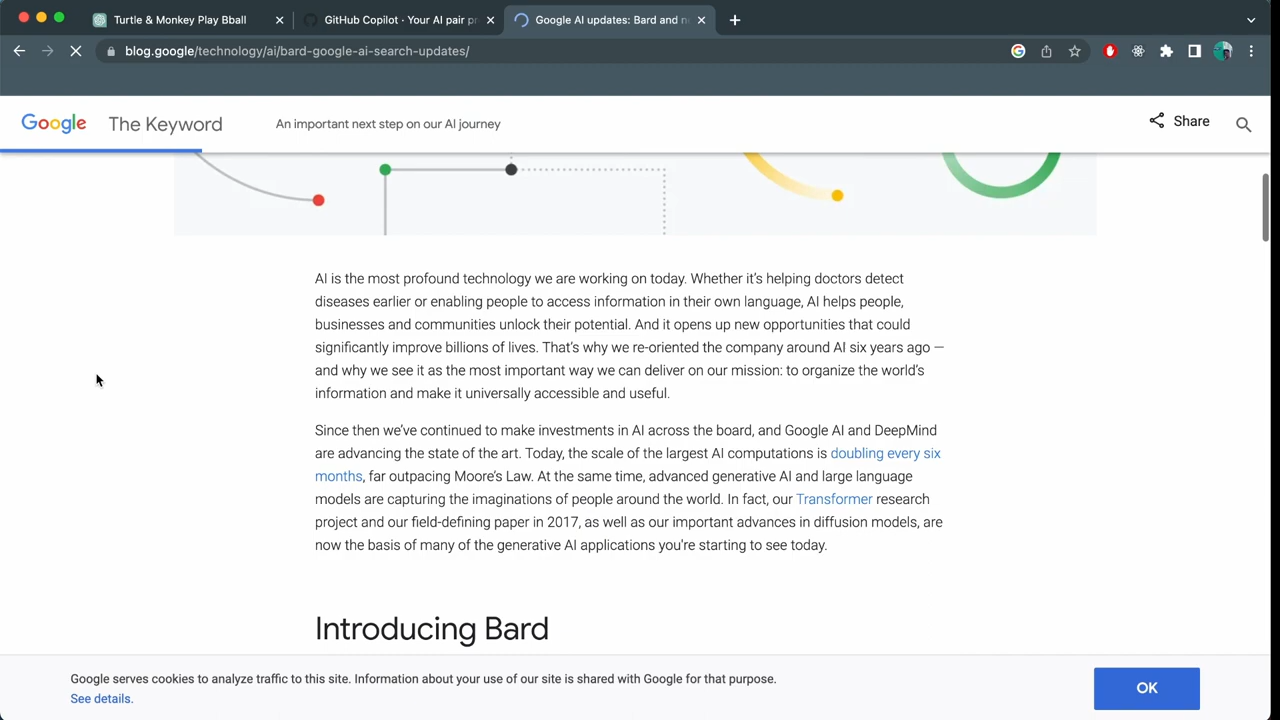 Turtle & Monkey Play Bball
GitHub Copilot · Your AI pair pr
Google AI updates: Bard and n
blog.google/technology/ai/bard-google-ai-search-updates/
Google The Keyword
An important next step on our AI journey
Share
AI is the most profound technology we are working on today. Whether it's helping doctors detect
diseases earlier or enabling people to access information in their own language, AI helps people,
businesses and communities unlock their potential. And it opens up new opportunities that could
significantly improve billions of lives. That's why we re-oriented the company around AI six years ago —
and why we see it as the most important way we can deliver on our mission: to organize the world's
information and make it universally accessible and useful.
Since then we've continued to make investments in AI across the board, and Google AI and DeepMind
are advancing the state of the art. Today, the scale of the largest AI computations is doubling every six
months, far outpacing Moore's Law. At the same time, advanced generative AI and large language
models are capturing the imaginations of people around the world. In fact, our Transformer research
project and our field-defining paper in 2017, as well as our important advances in diffusion models, are
now the basis of many of the generative AI applications you're starting to see today.
Introducing Bard
Google serves cookies to analyze traffic to this site. Information about your use of our site is shared with Google for that purpose.
See details.
OK